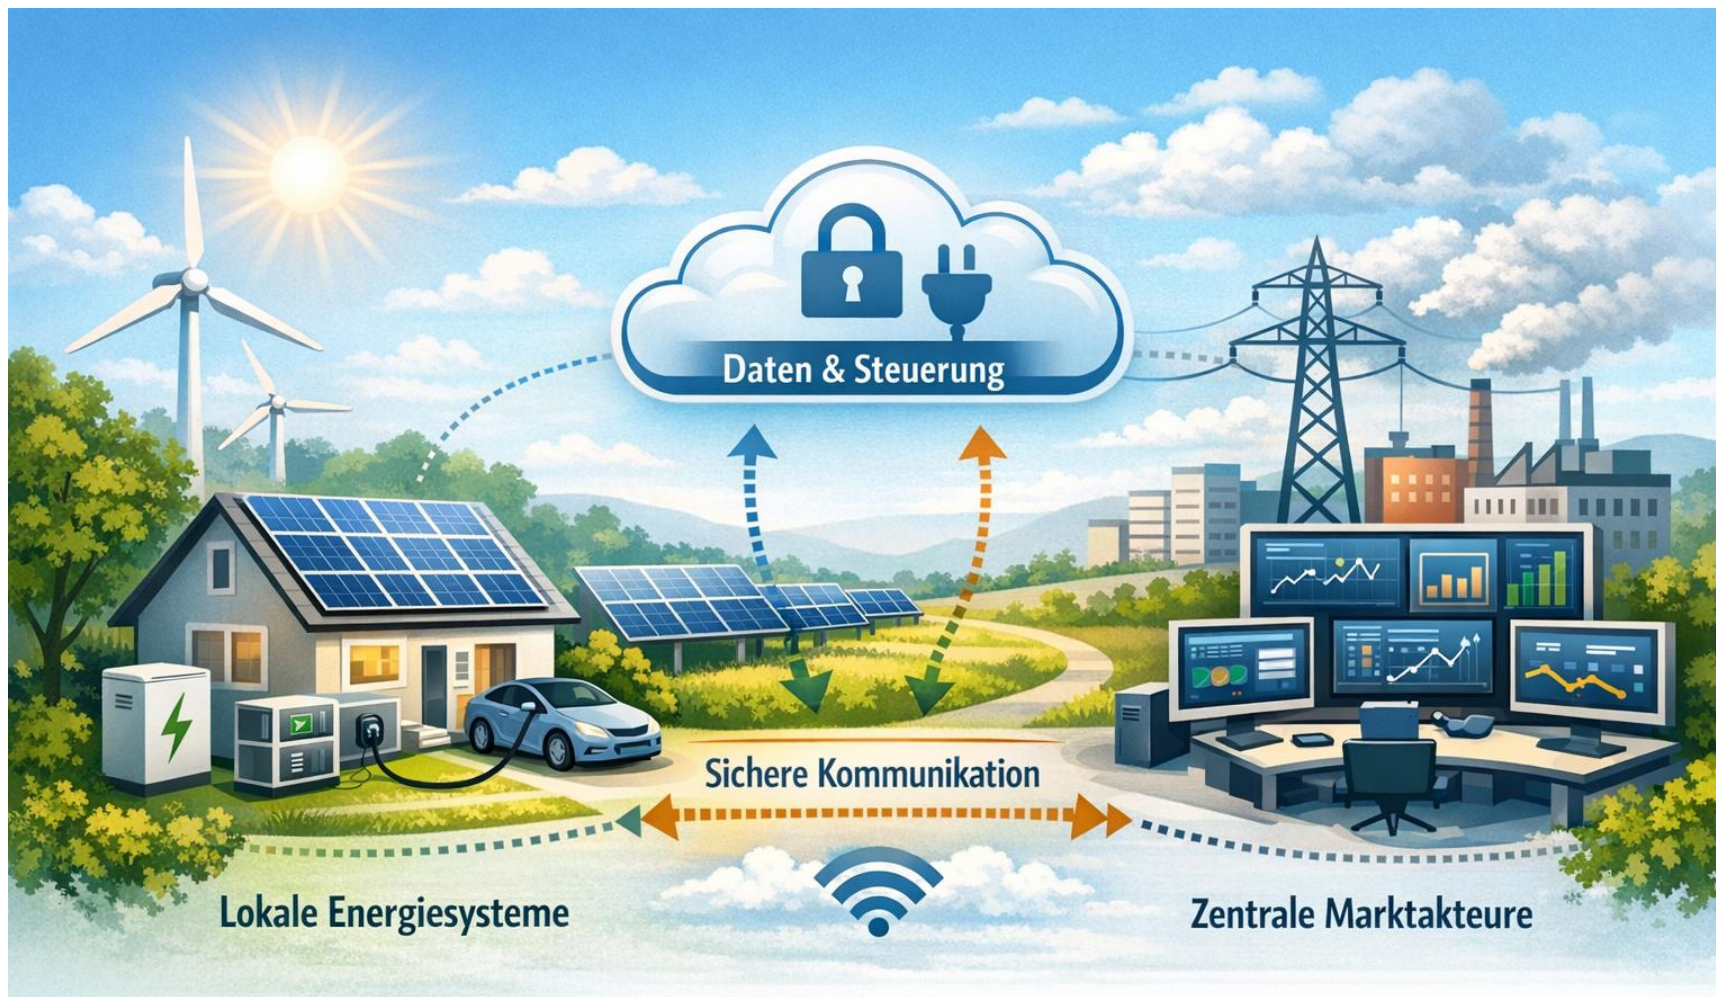 Daten & Steuerung
Sichere Kommunikation
Lokale Energiesysteme
Zentrale Marktakteure